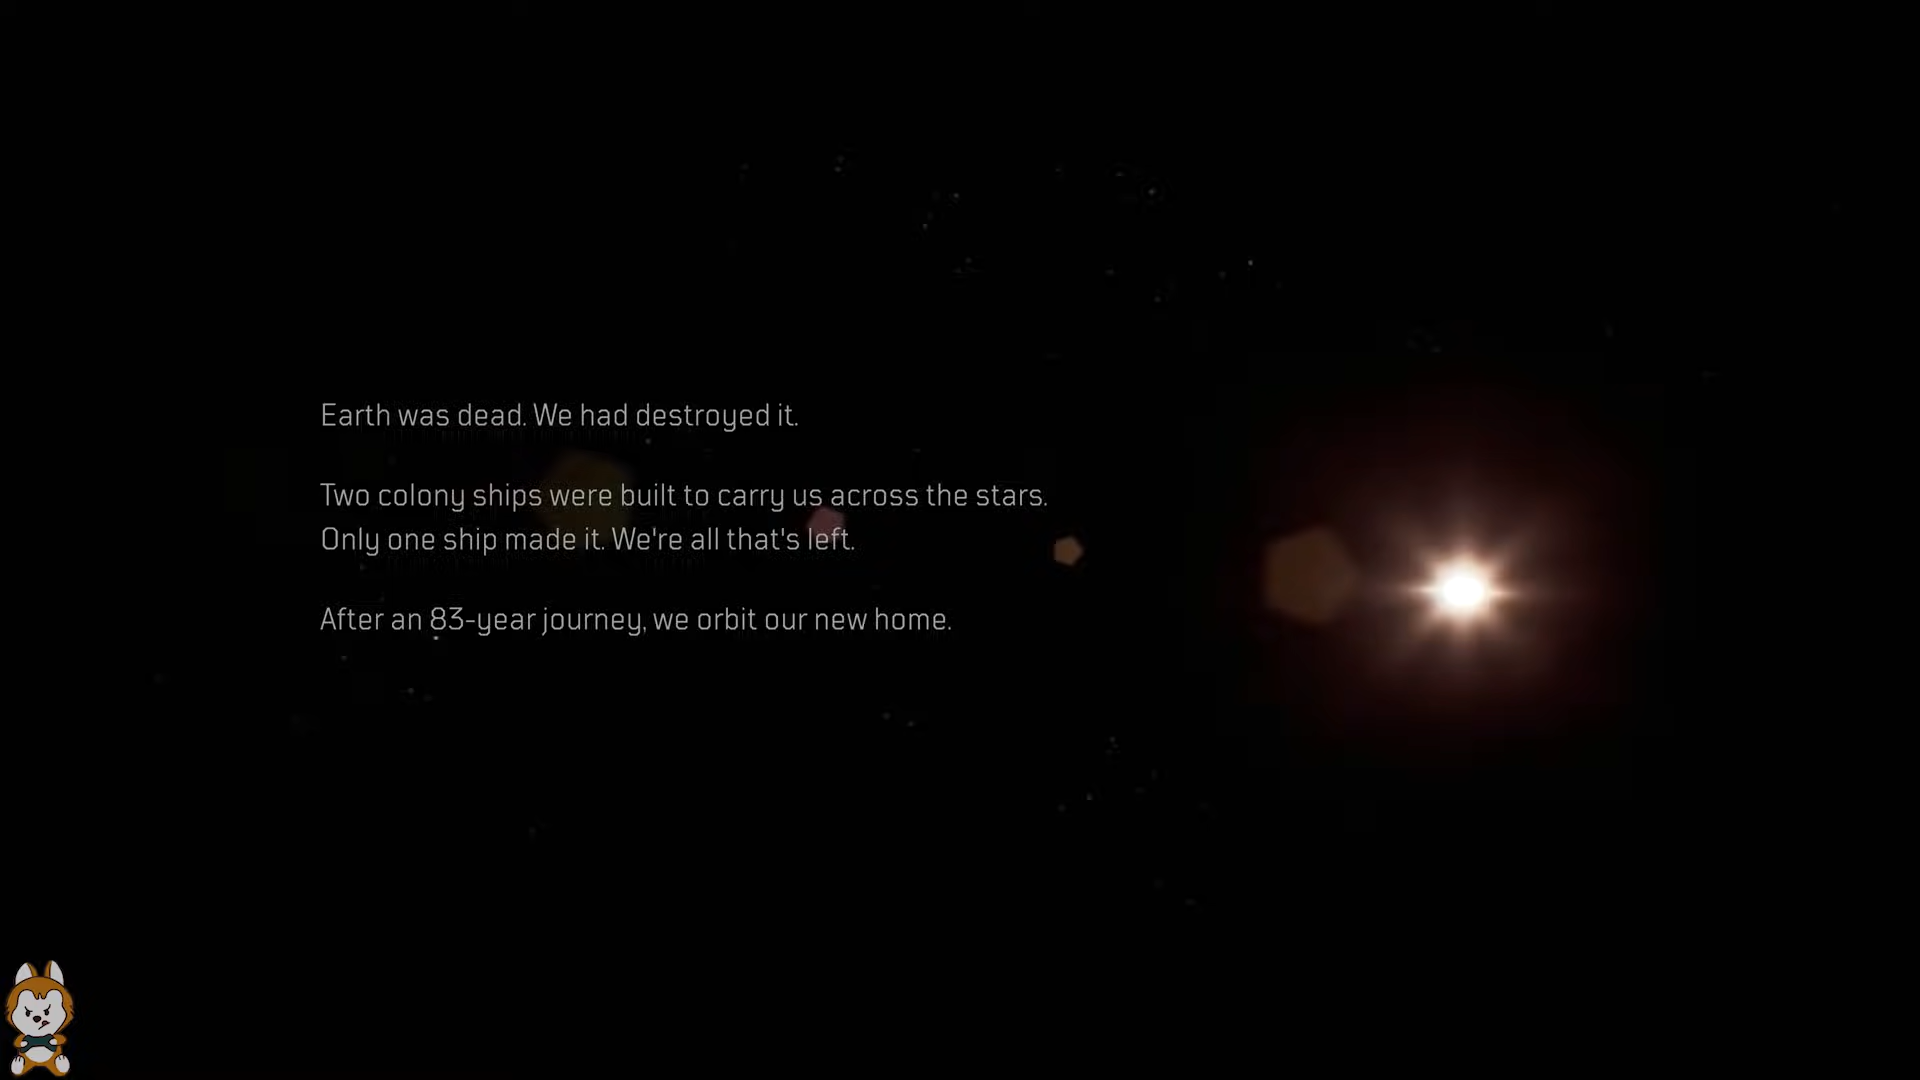 Earth was dead. We had destroyed it.
Two colony ships were built to carry us across the stars.
Only one ship made it. We're all that's left.
After an 83-year journey, we orbit our new home.